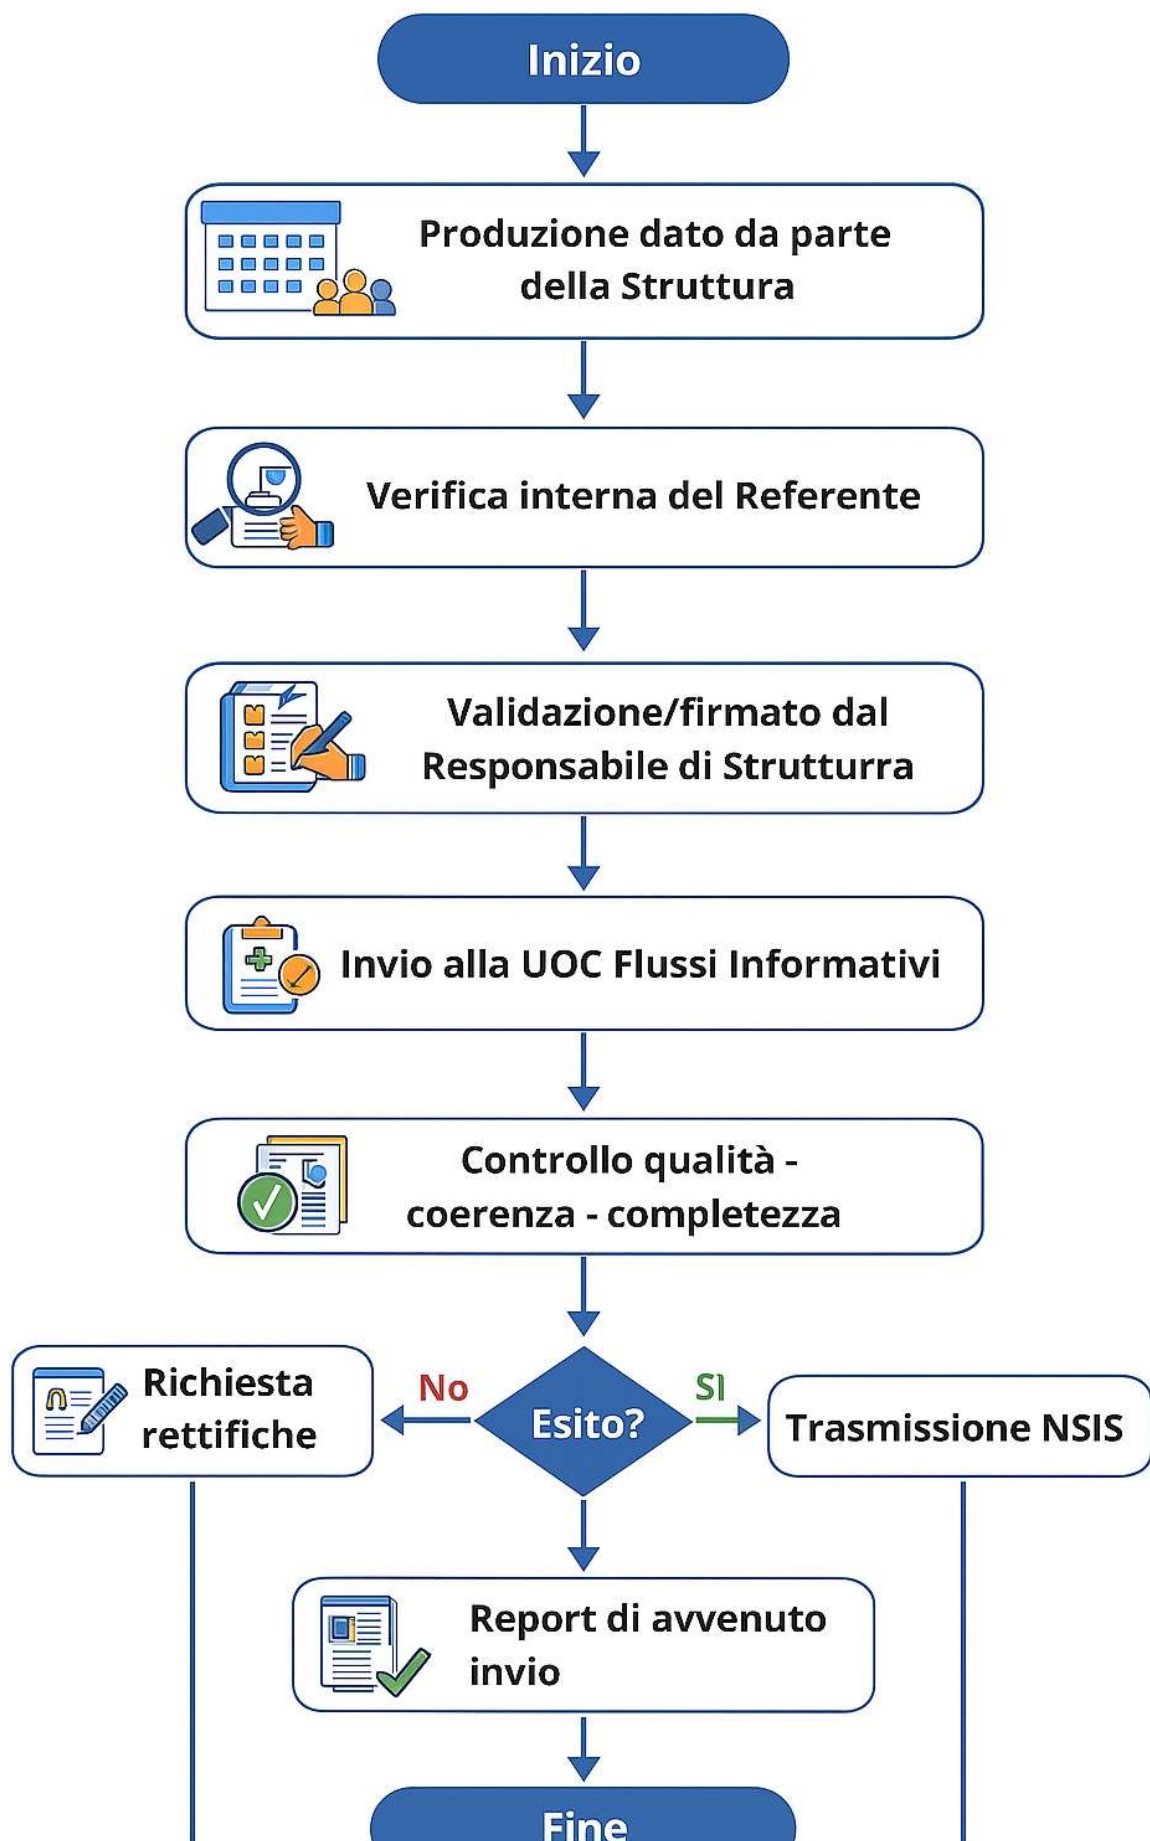 Inizio
Produzione dato da parte
della Struttura
Verifica interna del Referente
Validazione/firmato dal
Responsabile di Strutturra
Invio alla UOC Flussi Informativi
Controllo qualità -
coerenza - completezza
Richiesta
rettifiche
No
Esito?
Sì
Trasmissione NSIS
Report di avvenuto
invio
Fine